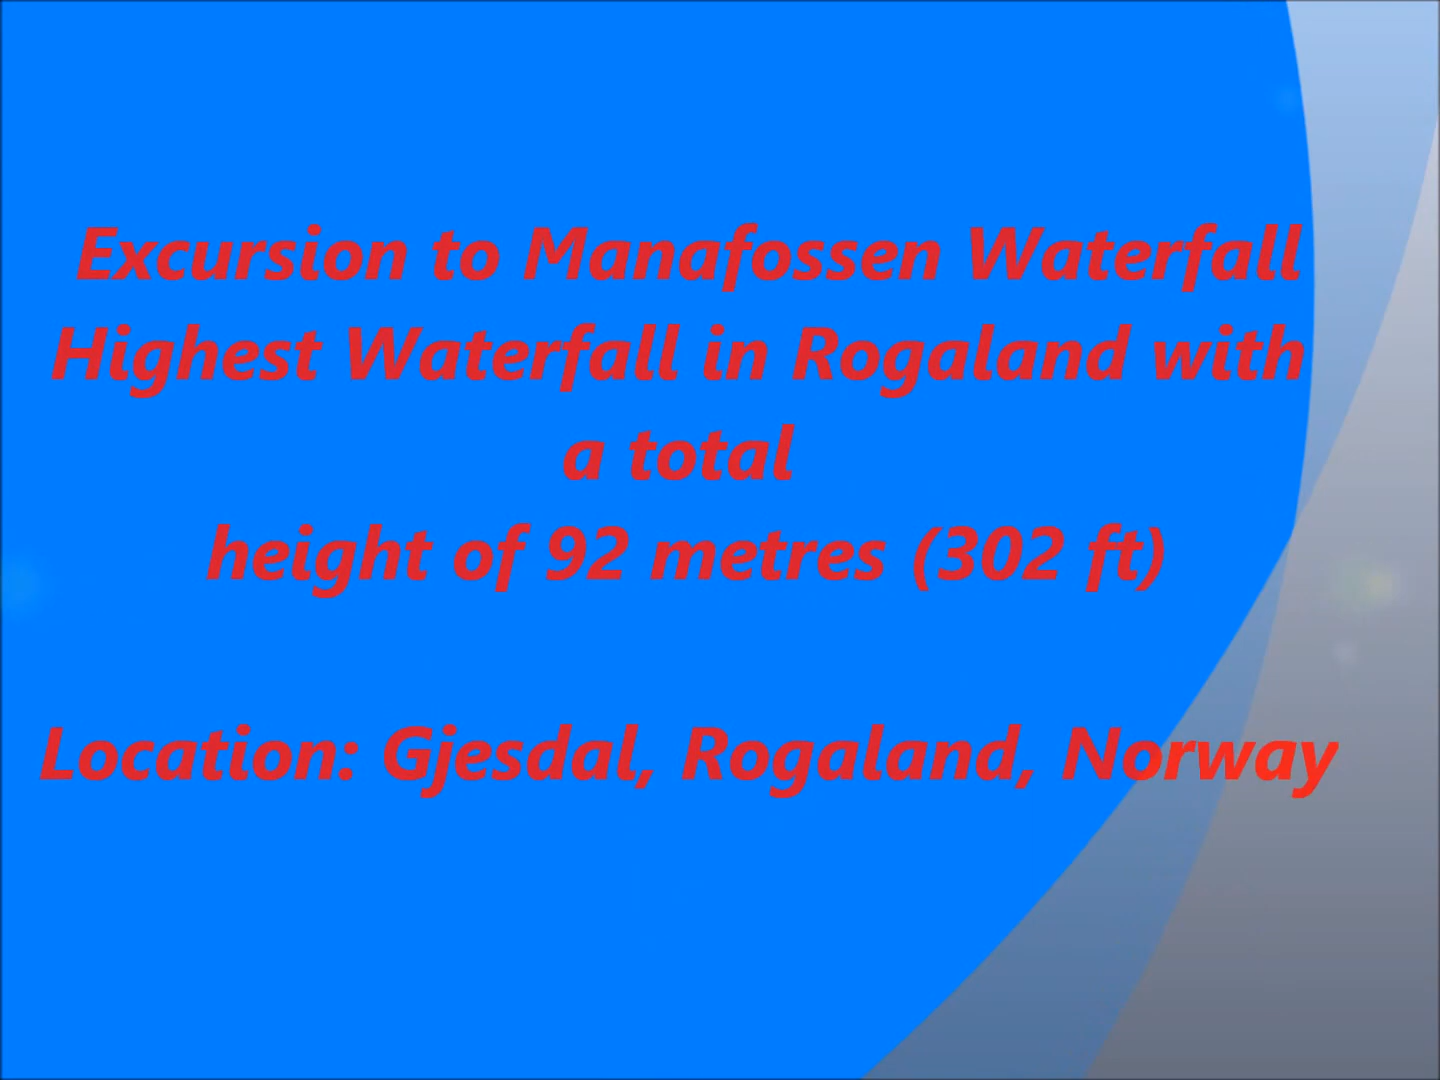 Excursion to Manafossen Waterfall
Highest Waterfall in Rogaland with
a total
height of 92 metres (302 ft)
Location: Gjesdal, Rogaland, Norway